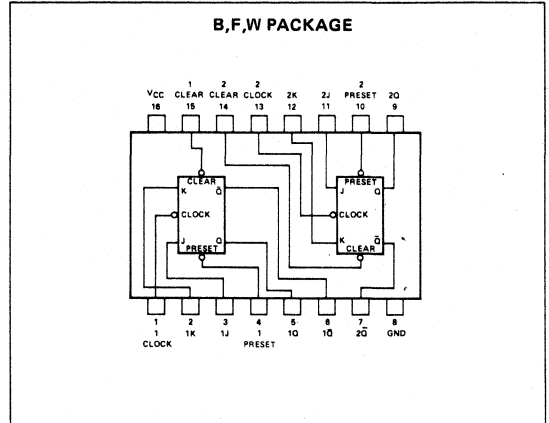 B,F,W PACKAGE
1 2 2 2
VCC CLEAR CLEAR CLOCK 2K 2J PRESET 2Q
16 15 14 13 12 11 10 9
CLEAR PRESET
K Q̅ J Q
CLOCK CLOCK
J Q K Q̅
PRESET CLEAR
1 2 3 4 5 6 7 8
1 1K 1J 1 1Q 1Q̅ 2Q̅ GND
CLOCK PRESET